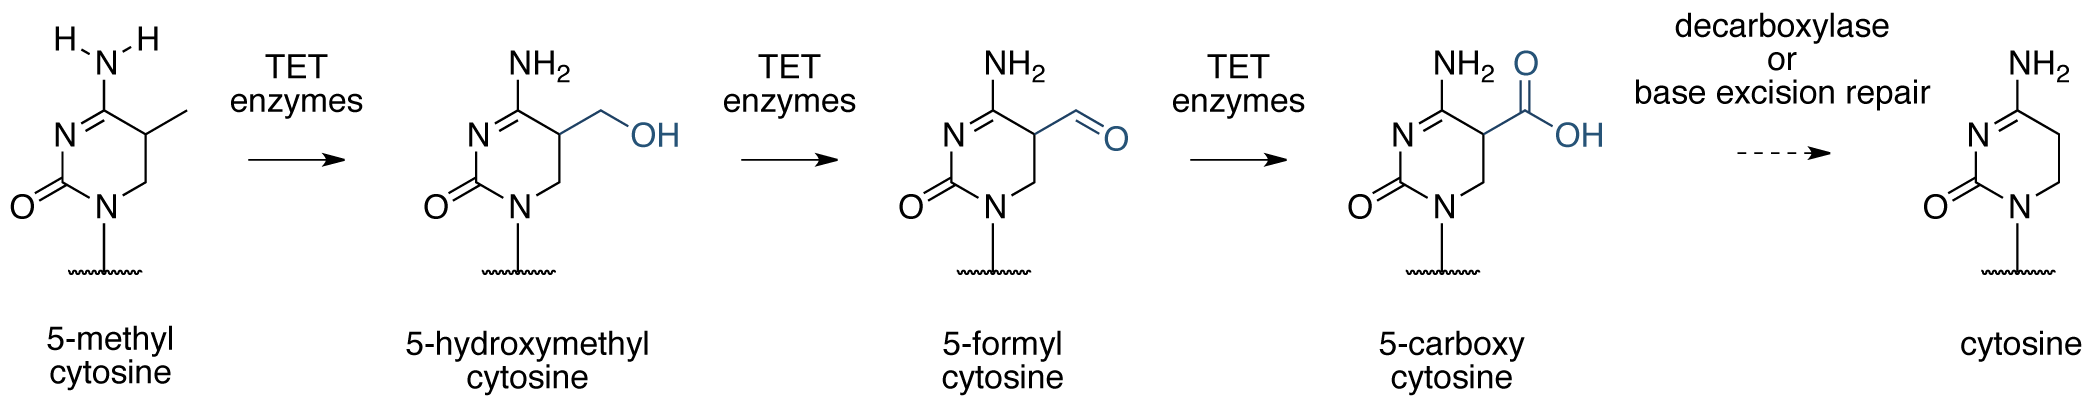 H
H
N
N
O
N
5-methyl
cytosine
TET
enzymes
NH2
N
OH
O
N
5-hydroxymethyl
cytosine
TET
enzymes
NH2
N
O
O
N
5-formyl
cytosine
TET
enzymes
NH2
O
N
OH
O
N
5-carboxy
cytosine
decarboxylase
or
base excision repair
NH2
N
O
N
cytosine